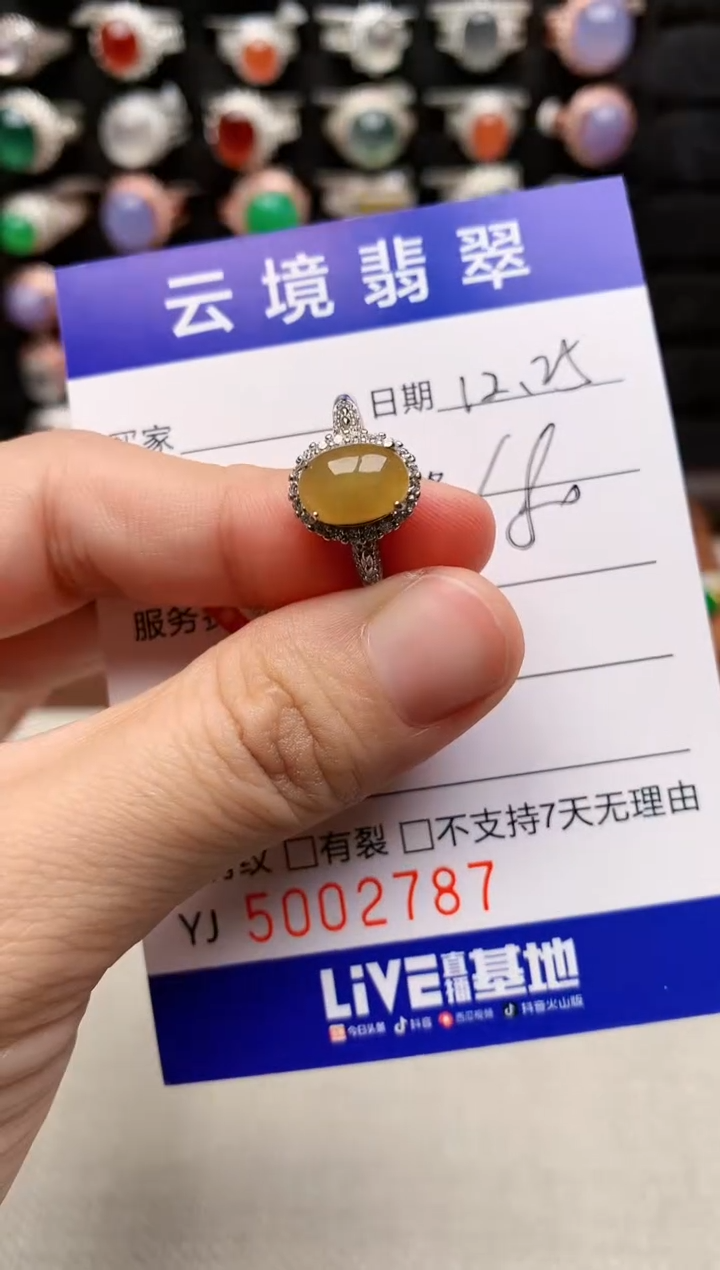 云境翡翠
日期 12.25
买家
680
服务
纹 □有裂 □不支持7天无理由
YJ 5002787
LiVE直播基地
今日头条 抖音 西瓜视频 抖音火山版